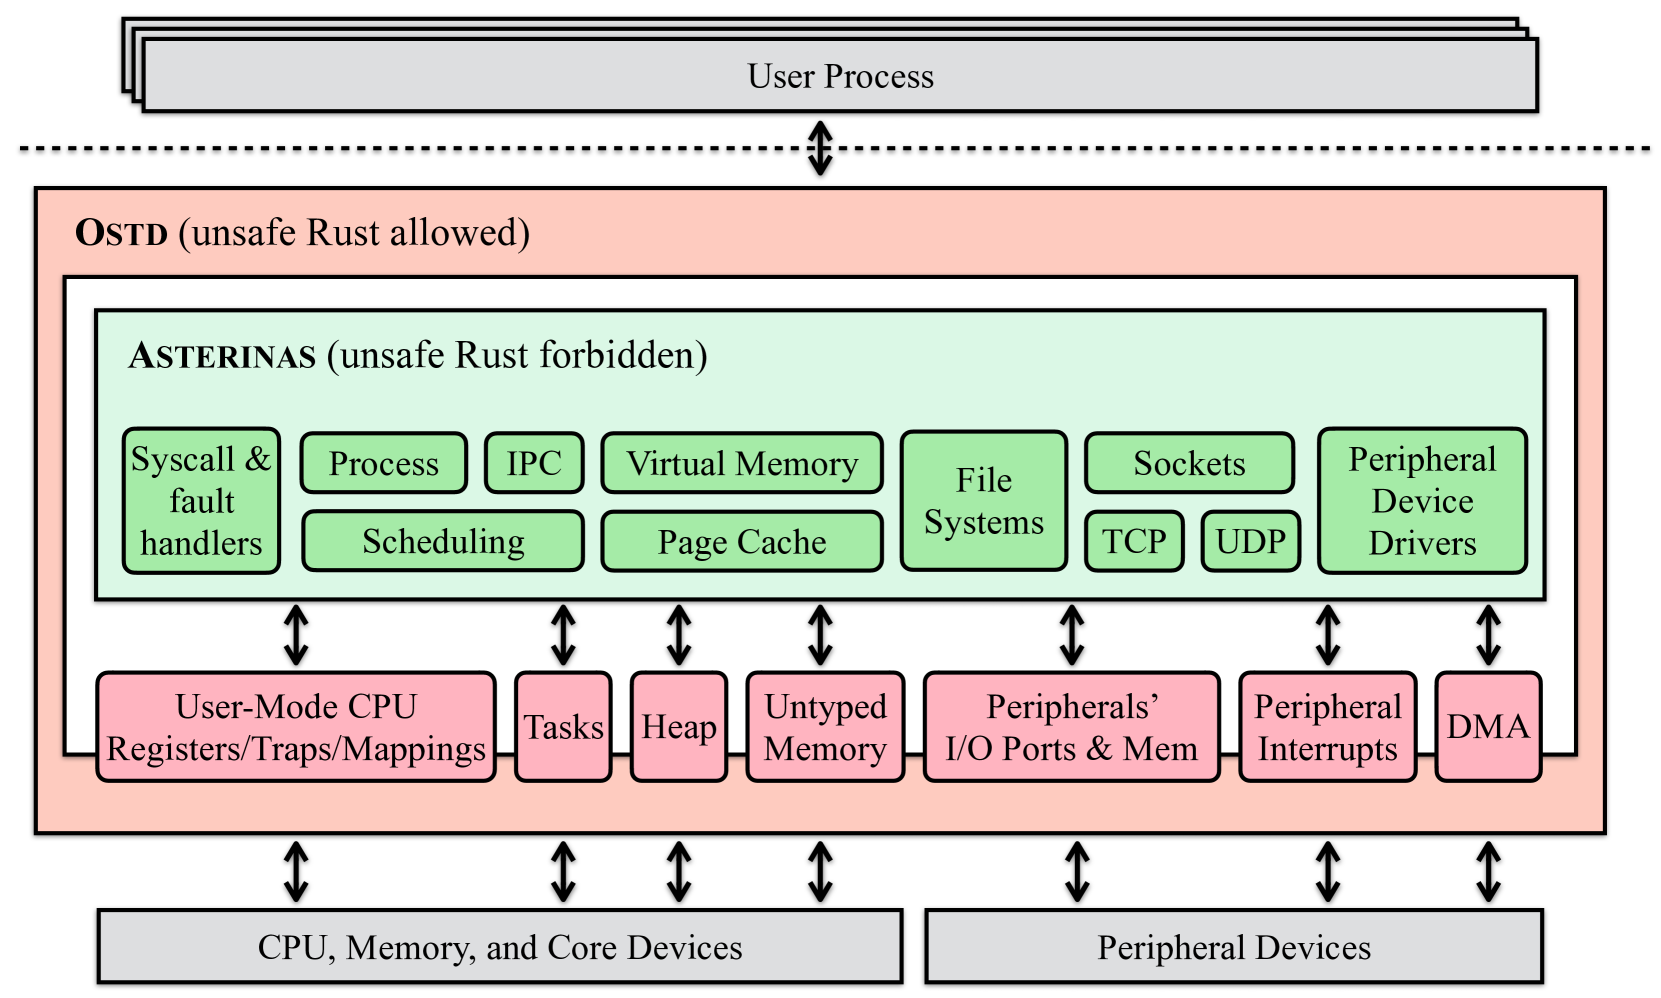 User Process
OSTD (unsafe Rust allowed)
ASTERINAS (unsafe Rust forbidden)
Syscall &
fault
handlers
Process
IPC
Scheduling
Virtual Memory
Page Cache
File
Systems
Sockets
TCP
UDP
Peripheral
Device
Drivers
User-Mode CPU
Registers/Traps/Mappings
Tasks
Heap
Untyped
Memory
Peripherals’
I/O Ports & Mem
Peripheral
Interrupts
DMA
CPU, Memory, and Core Devices
Peripheral Devices